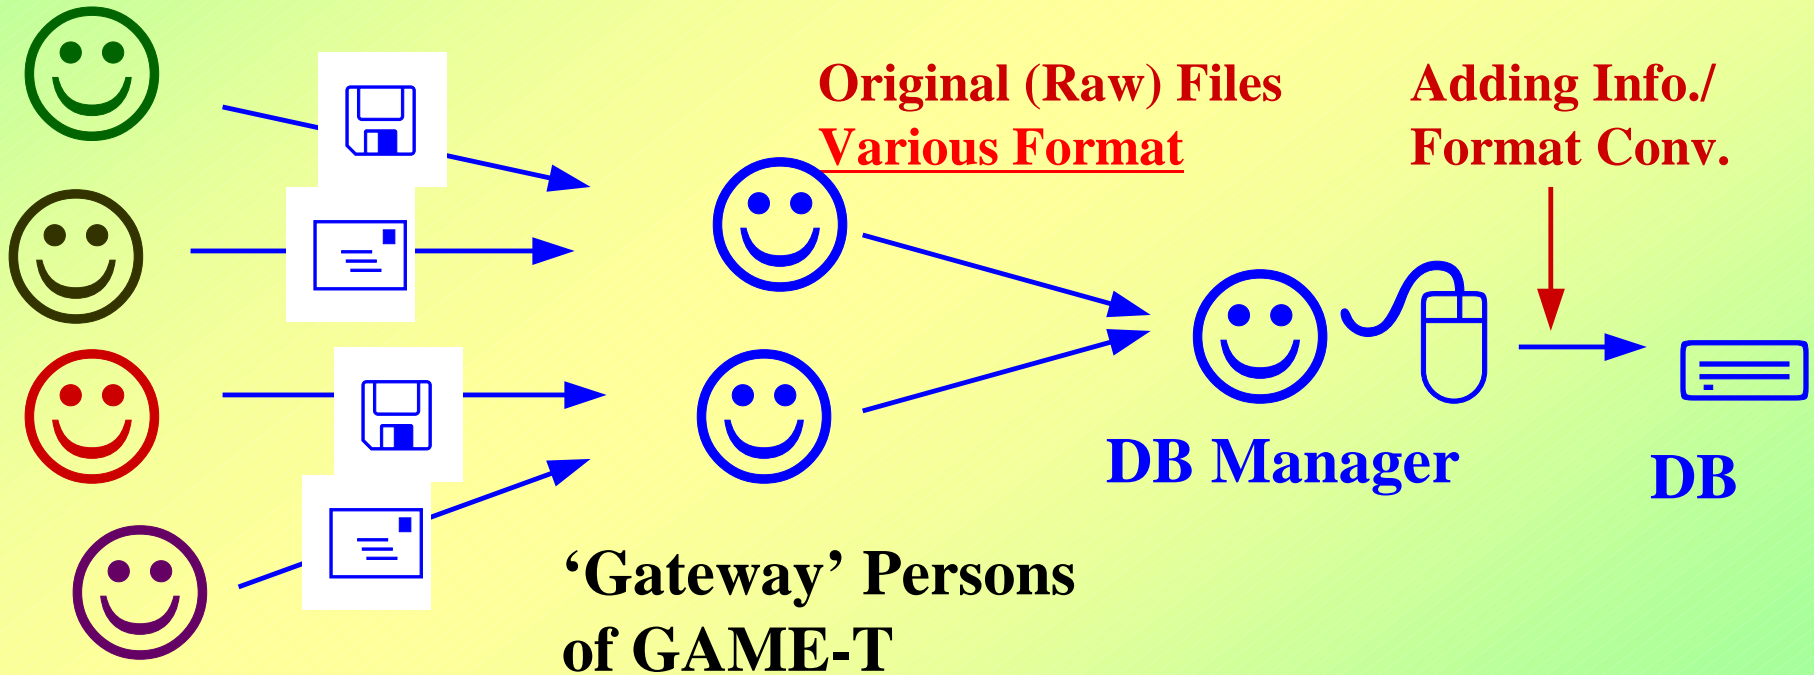 Original (Raw) Files
Various Format
Adding Info./
Format Conv.
DB Manager
DB
‘Gateway’ Persons
of GAME-T